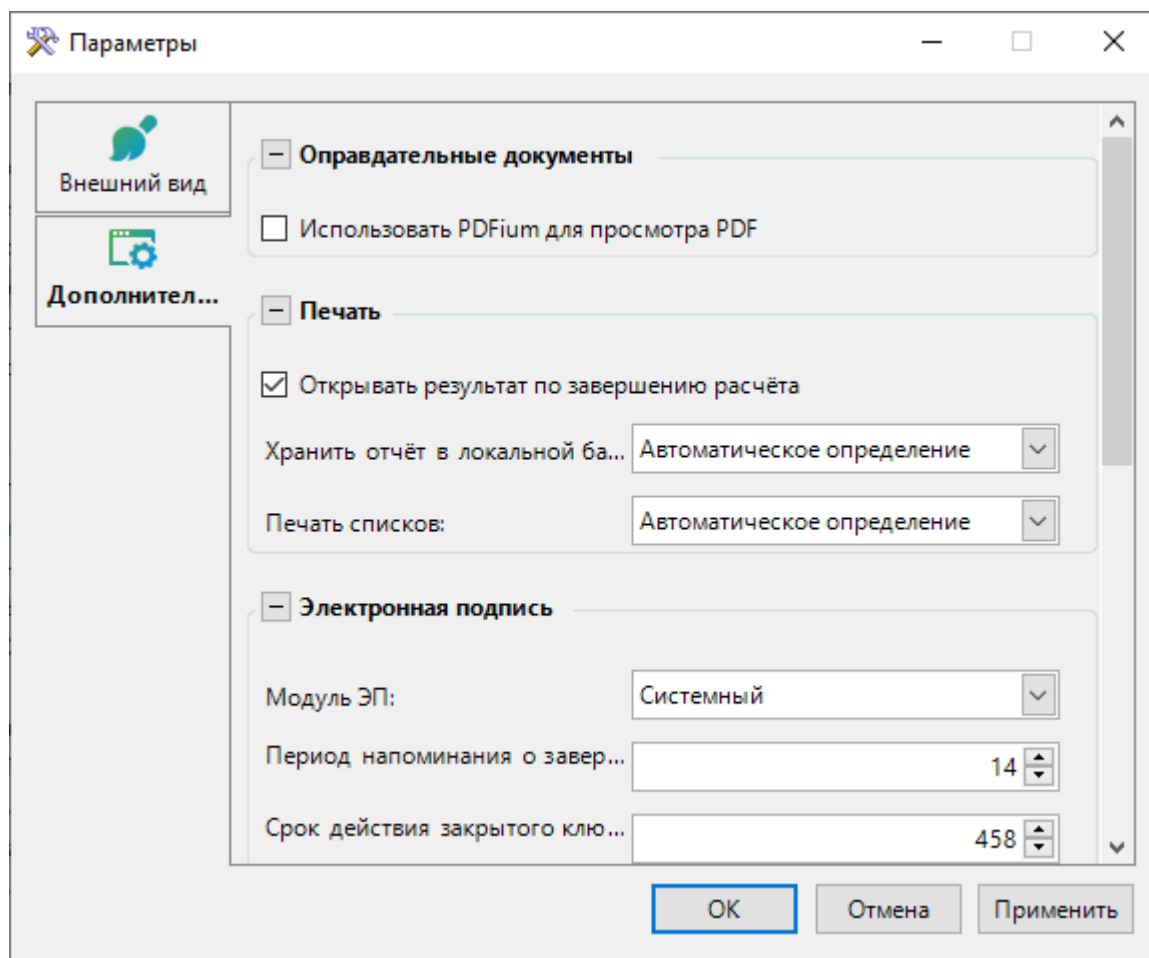 Параметры
Внешний вид
Дополнител...
Оправдательные документы
Использовать PDFium для просмотра PDF
Печать
Открывать результат по завершению расчёта
Хранить отчёт в локальной ба... Автоматическое определение
Печать списков: Автоматическое определение
Электронная подпись
Модуль ЭП: Системный
Период напоминания о завер... 14
Срок действия закрытого клю... 458
ОК Отмена Применить